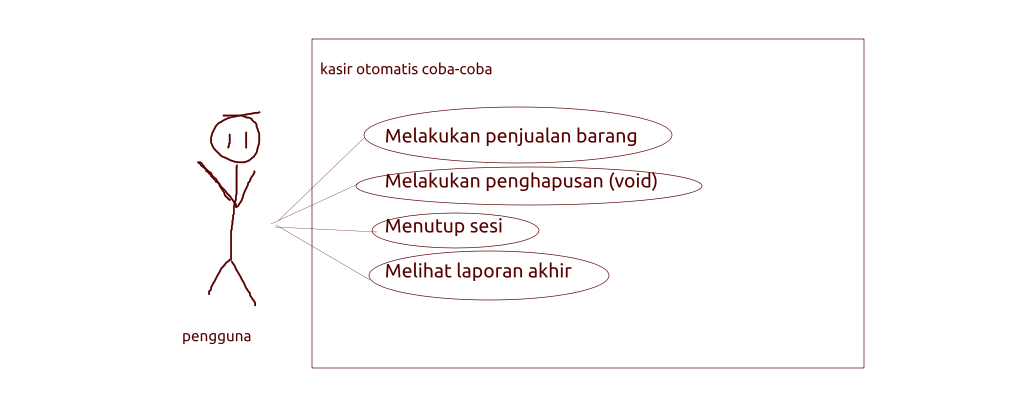 kasir otomatis coba-coba
Melakukan penjualan barang
Melakukan penghapusan (void)
Menutup sesi
Melihat laporan akhir
pengguna